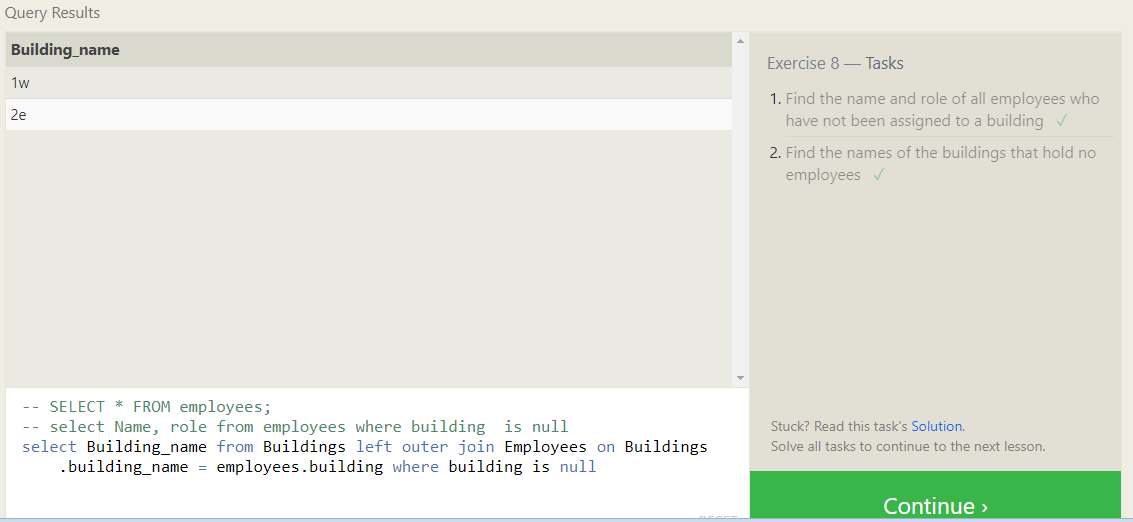 Query Results
Building_name
1w
2e
-- SELECT * FROM employees;
-- select Name, role from employees where building  is null
select Building_name from Buildings left outer join Employees on Buildings
.building_name = employees.building where building is null
RESET
Exercise 8 — Tasks
1. Find the name and role of all employees who
have not been assigned to a building ✓
2. Find the names of the buildings that hold no
employees ✓
Stuck? Read this task's Solution.
Solve all tasks to continue to the next lesson.
Continue ›